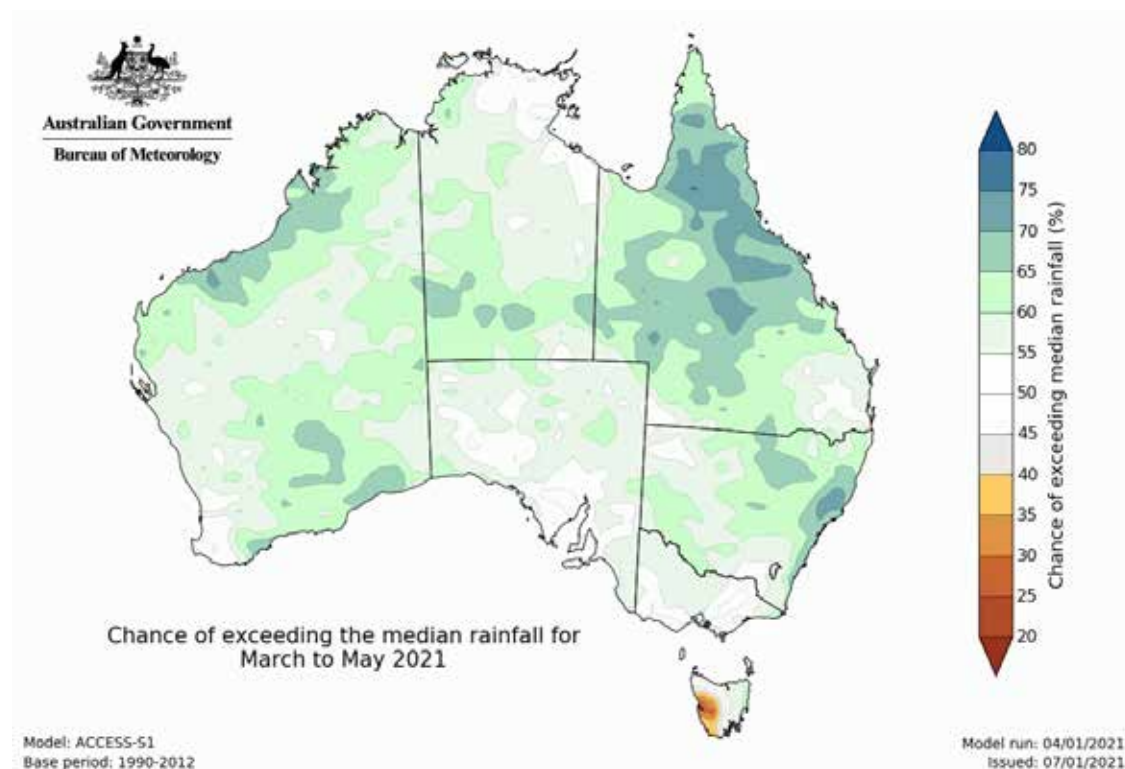 Australian Government
Bureau of Meteorology
80
75
70
65
60
55
50
45
40
35
30
25
20
Chance of exceeding median rainfall (%)
Chance of exceeding the median rainfall for
March to May 2021
Model: ACCESS-S1
Base period: 1990-2012
Model run: 04/01/2021
Issued: 07/01/2021